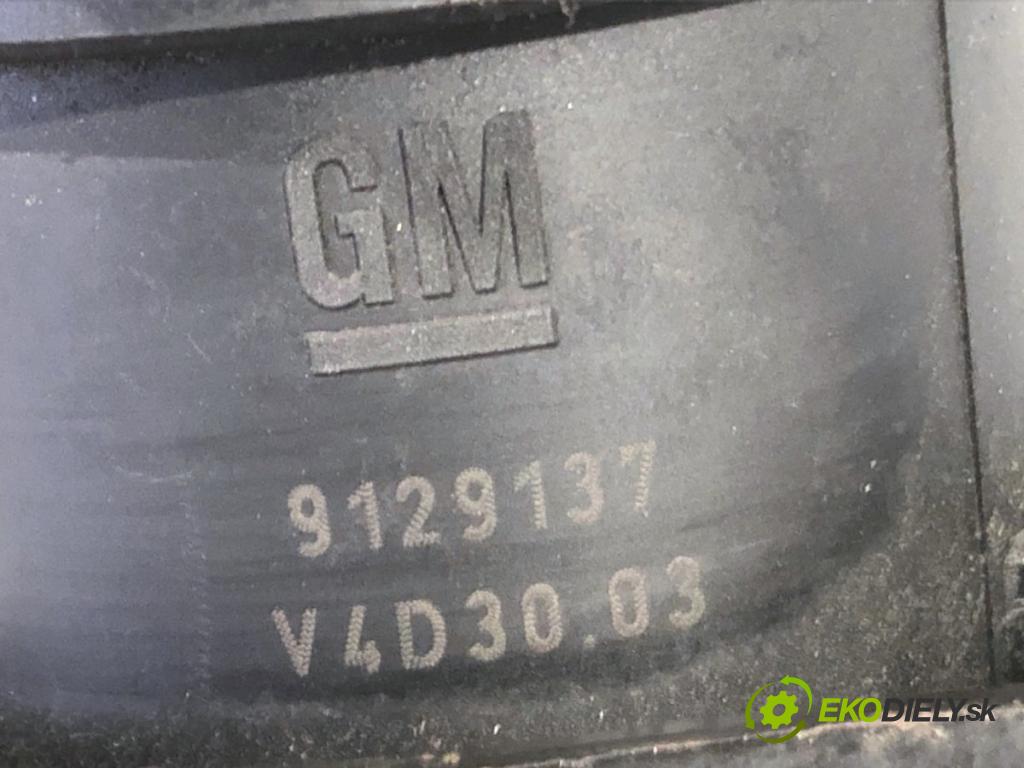 GM
9129137
V4D30.03
EKODIELY.sk